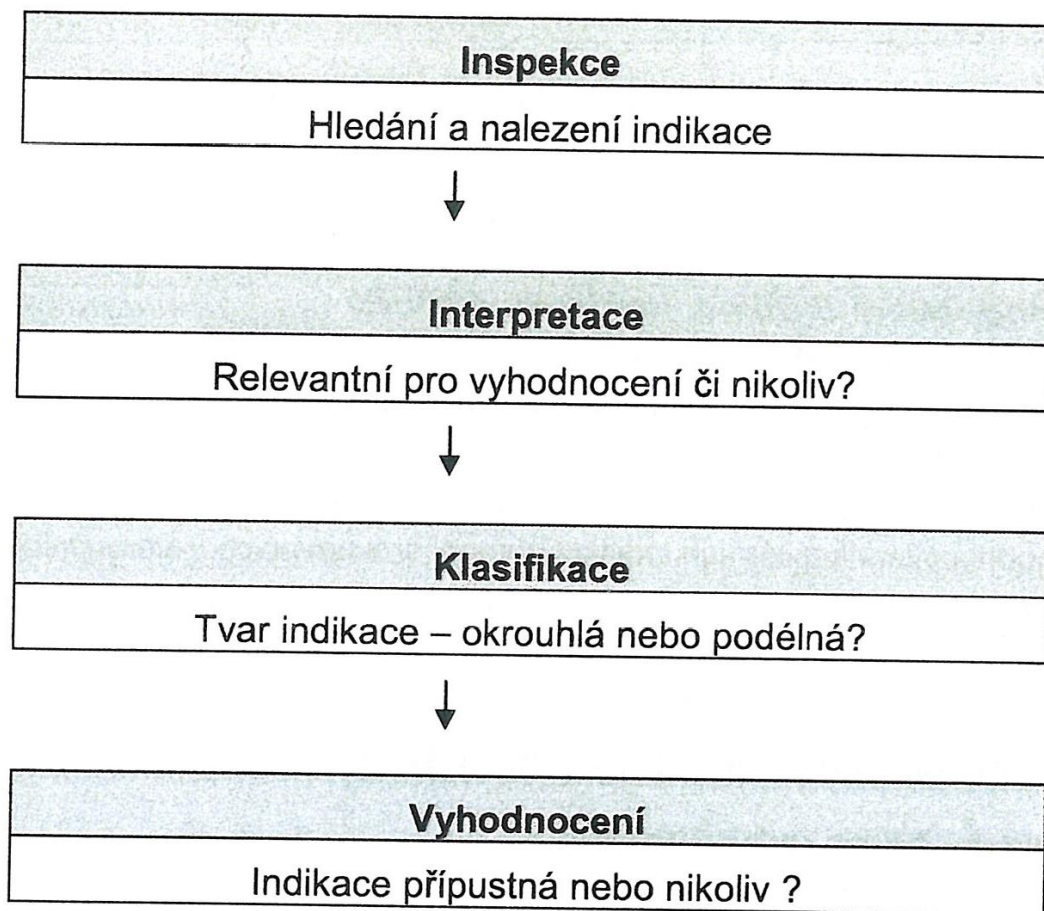 Inspekce
Hledání a nalezení indikace
Interpretace
Relevantní pro vyhodnocení či nikoliv?
Klasifikace
Tvar indikace – okrouhlá nebo podélná?
Vyhodnocení
Indikace přípustná nebo nikoliv ?